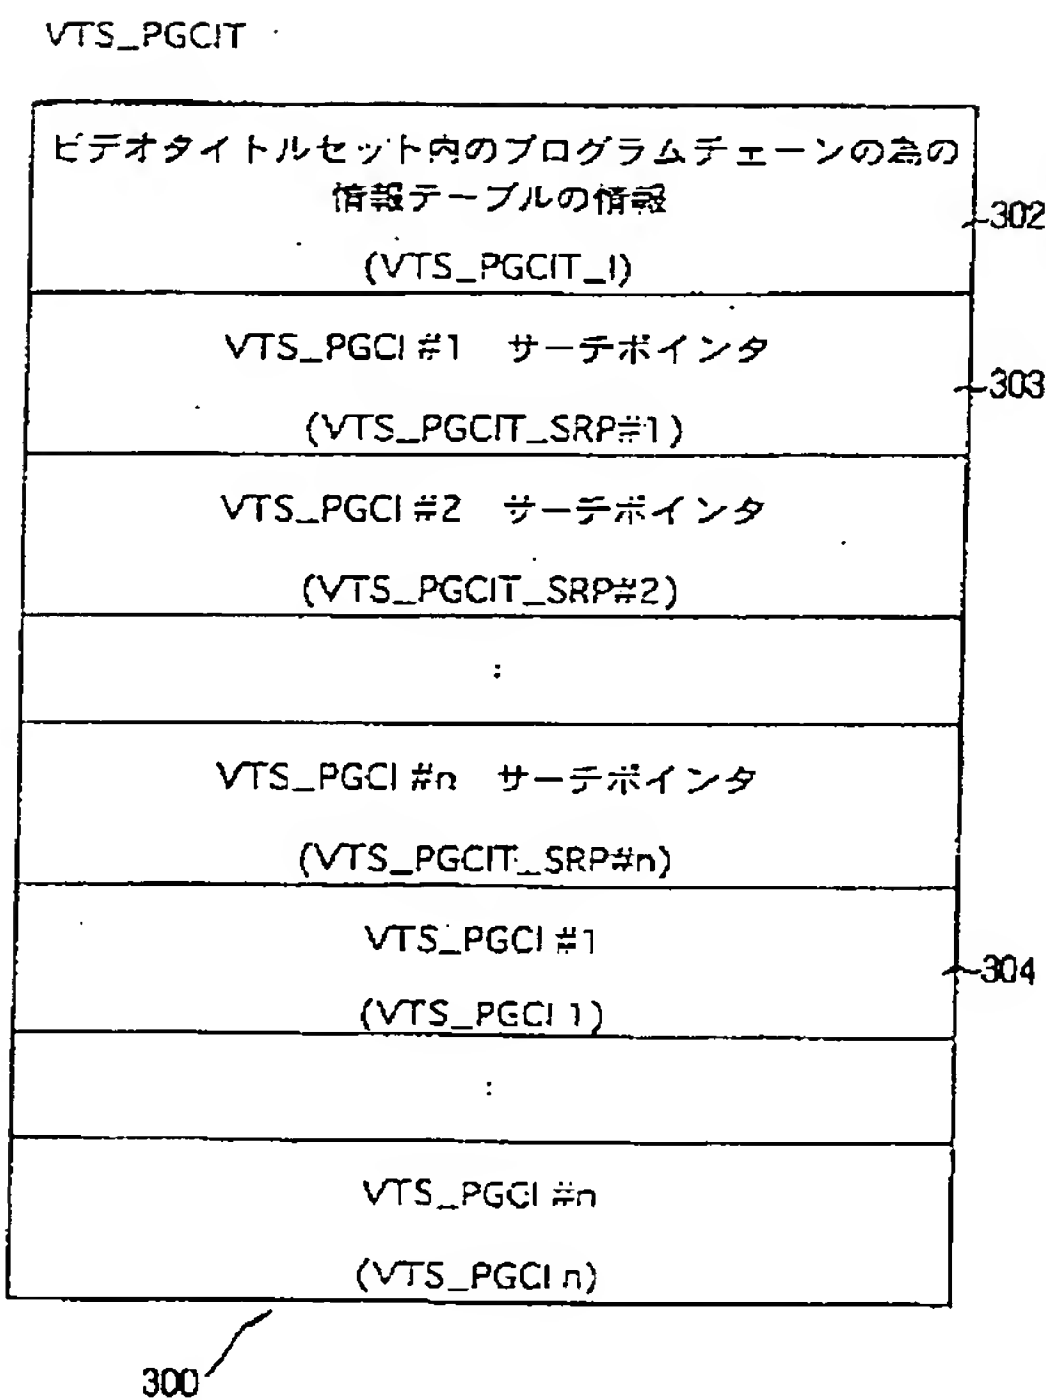 VTS_PGCIT
ビデオタイトルセット内のプログラムチェーンの為の
情報テーブルの情報
302
(VTS_PGCIT_I)
VTS_PGCI #1 サーチポインタ
303
(VTS_PGCIT_SRP#1)
VTS_PGCI #2 サーチポインタ
(VTS_PGCIT_SRP#2)
:
VTS_PGCI #n サーチポインタ
(VTS_PGCIT_SRP#n)
VTS_PGCI #1
304
(VTS_PGCI 1)
:
VTS_PGCI #n
(VTS_PGCI n)
300